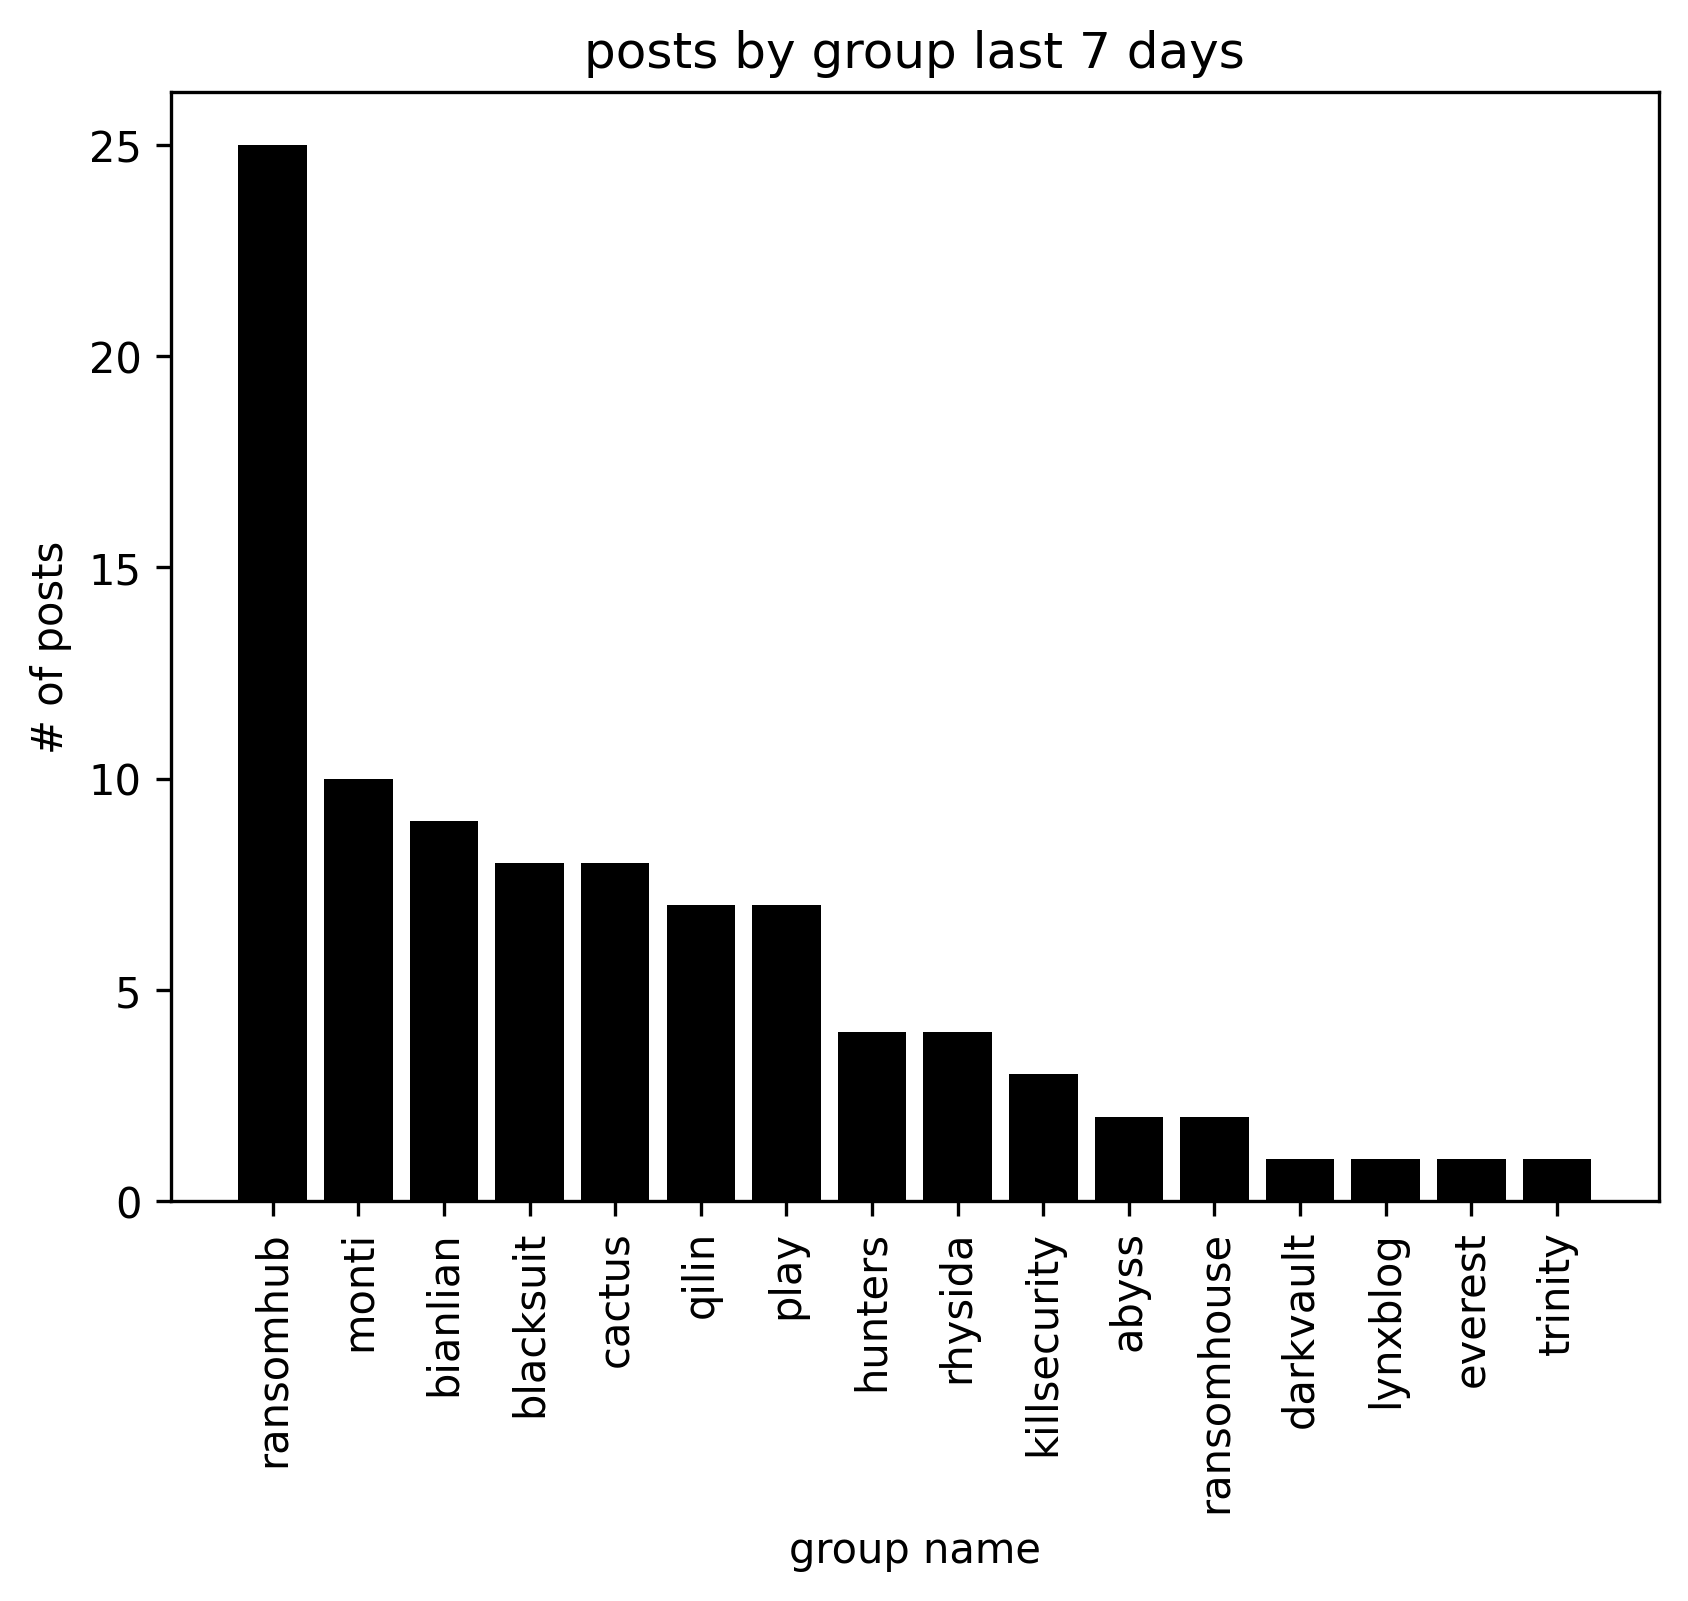 posts by group last 7 days
25
20
15
10
5
0
# of posts
ransomhub
monti
bianlian
blacksuit
cactus
qilin
play
hunters
rhysida
killsecurity
abyss
ransomhouse
darkvault
lynxblog
everest
trinity
group name